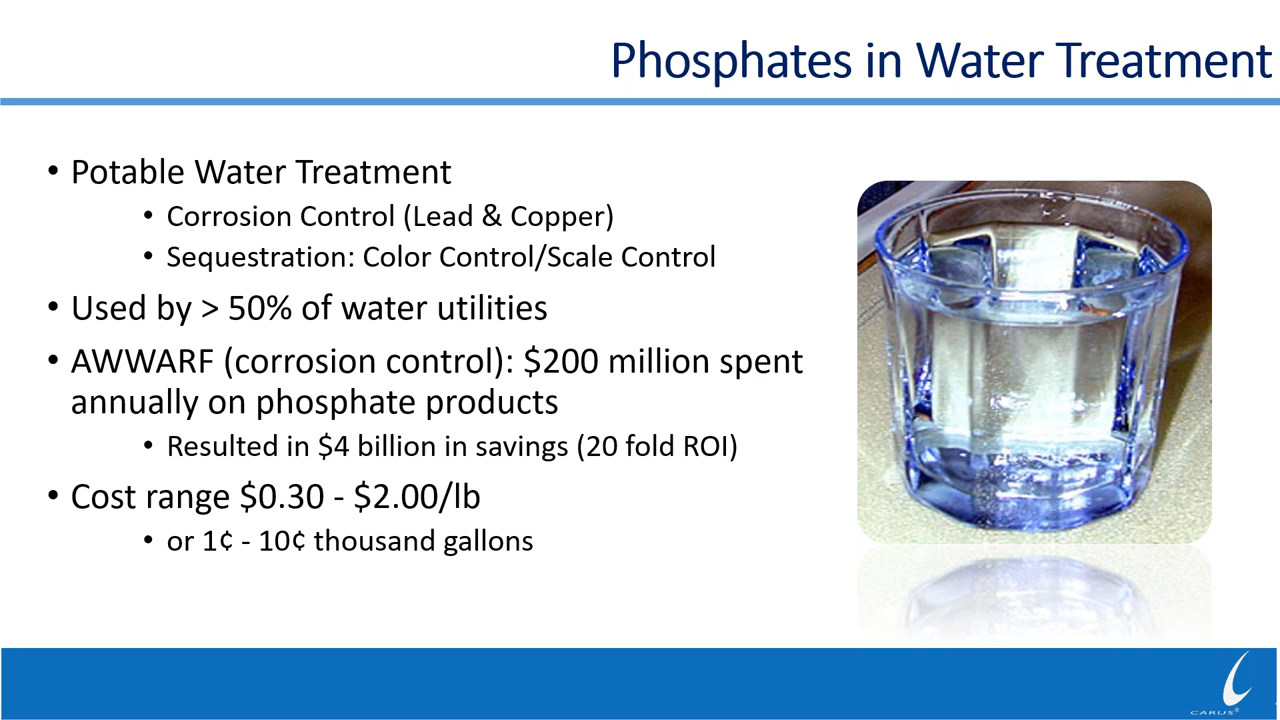 Phosphates in Water Treatment
• Potable Water Treatment
• Corrosion Control (Lead & Copper)
• Sequestration: Color Control/Scale Control
• Used by > 50% of water utilities
• AWWARF (corrosion control): $200 million spent
annually on phosphate products
• Resulted in $4 billion in savings (20 fold ROI)
• Cost range $0.30 - $2.00/lb
• or 1¢ - 10¢ thousand gallons
CARUS®